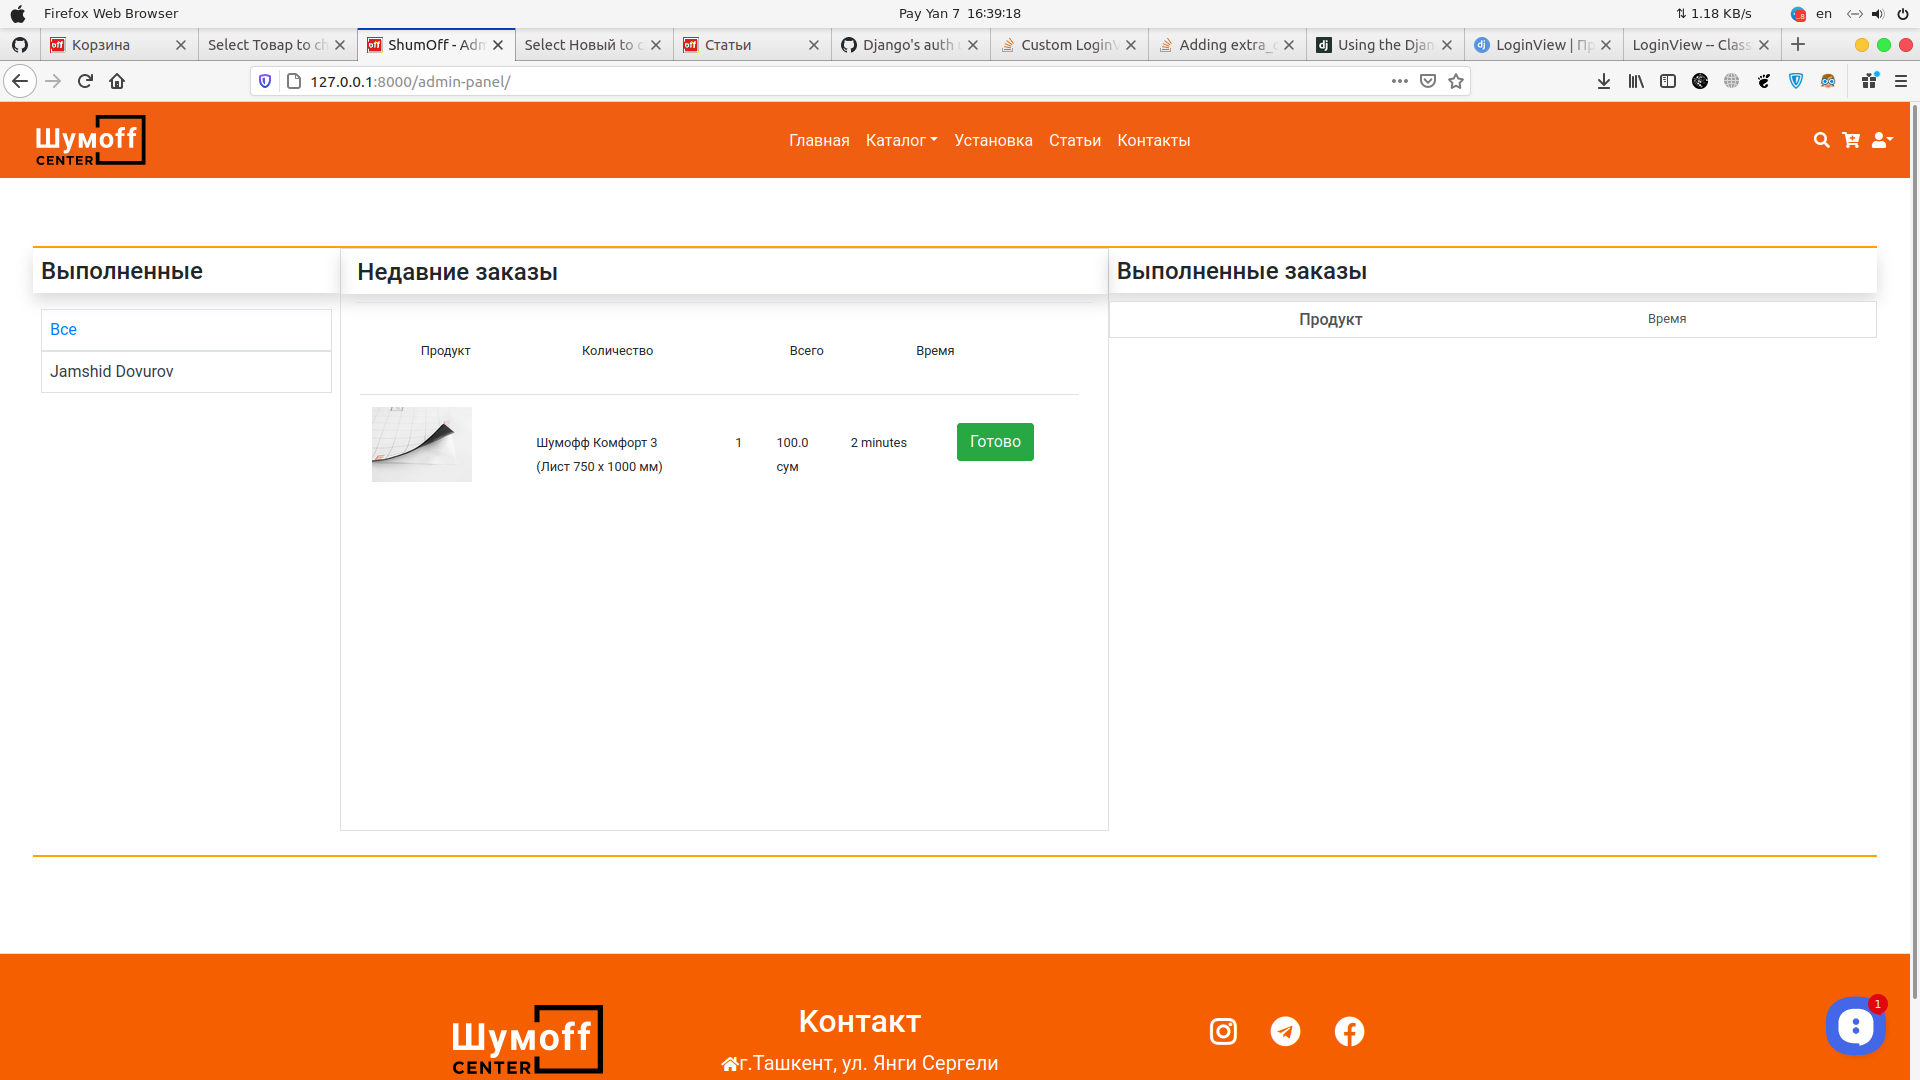 Firefox Web Browser
Pay Yan 7 16:39:18
1.18 KB/s
en
Корзина
Select Товар to ch
ShumOff - Adm
Select Новый to c
Статьи
Django's auth
Custom LoginV
Adding extra_c
Using the Djan
LoginView | Пр
LoginView -- Class
127.0.0.1:8000/admin-panel/
Шумoff
CENTER
Главная
Каталог
Установка
Статьи
Контакты
Выполненные
Недавние заказы
Выполненные заказы
Все
Jamshid Dovurov
Продукт
Количество
Всего
Время
Продукт
Время
Шумофф Комфорт 3
(Лист 750 х 1000 мм)
1
100.0
сум
2 minutes
Готово
Шумoff
CENTER
Контакт
г.Ташкент, ул. Янги Сергели
1